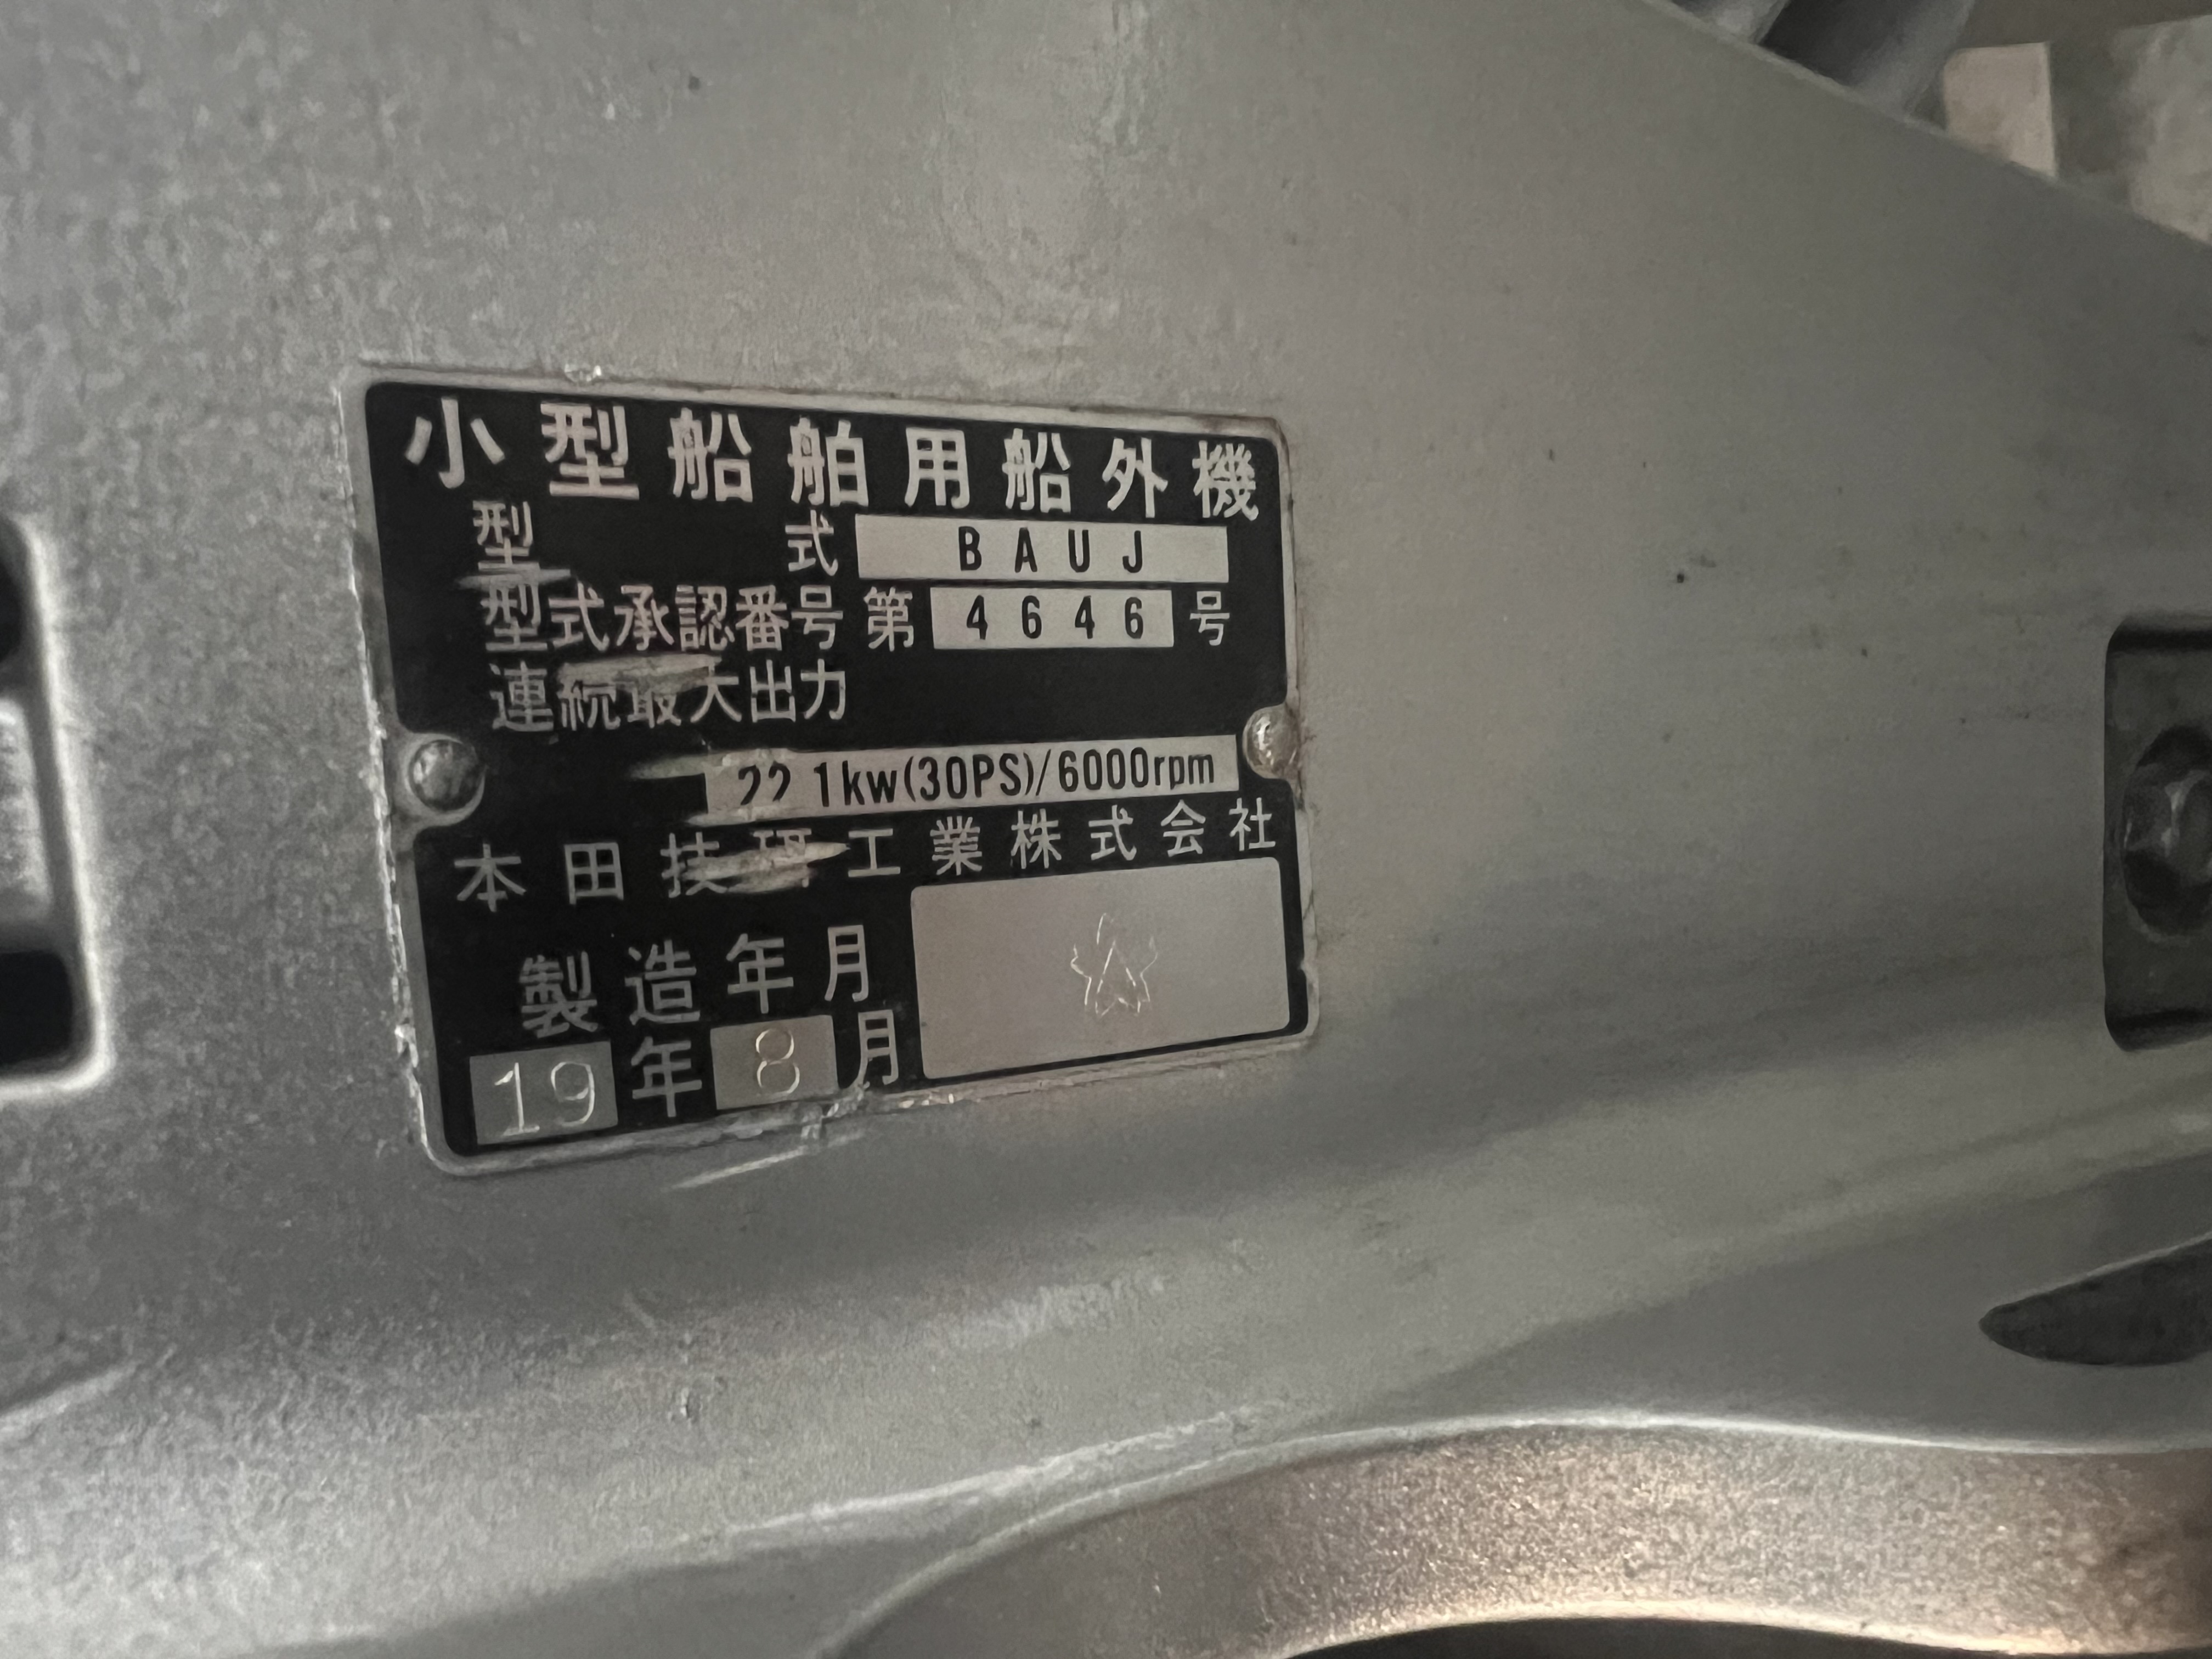 小型船舶用船外機
型 式 BAUJ
型式承認番号 第 4646 号
連続最大出力
22.1kw(30PS)/6000rpm
本田技研工業株式会社
製造年月
19年8月